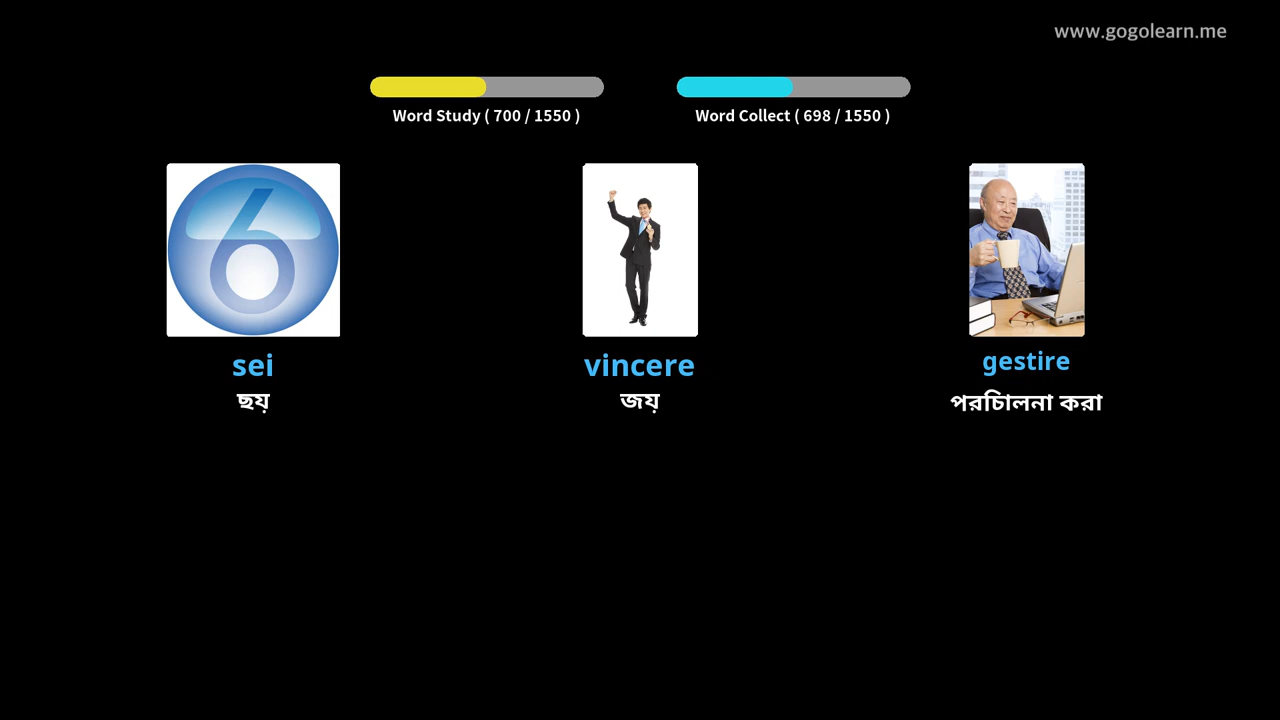 www.gogolearn.me
Word Study ( 700 / 1550 )
Word Collect ( 698 / 1550 )
6
sei
vincere
gestire
ছয়
জয়
পরিচালনা করা